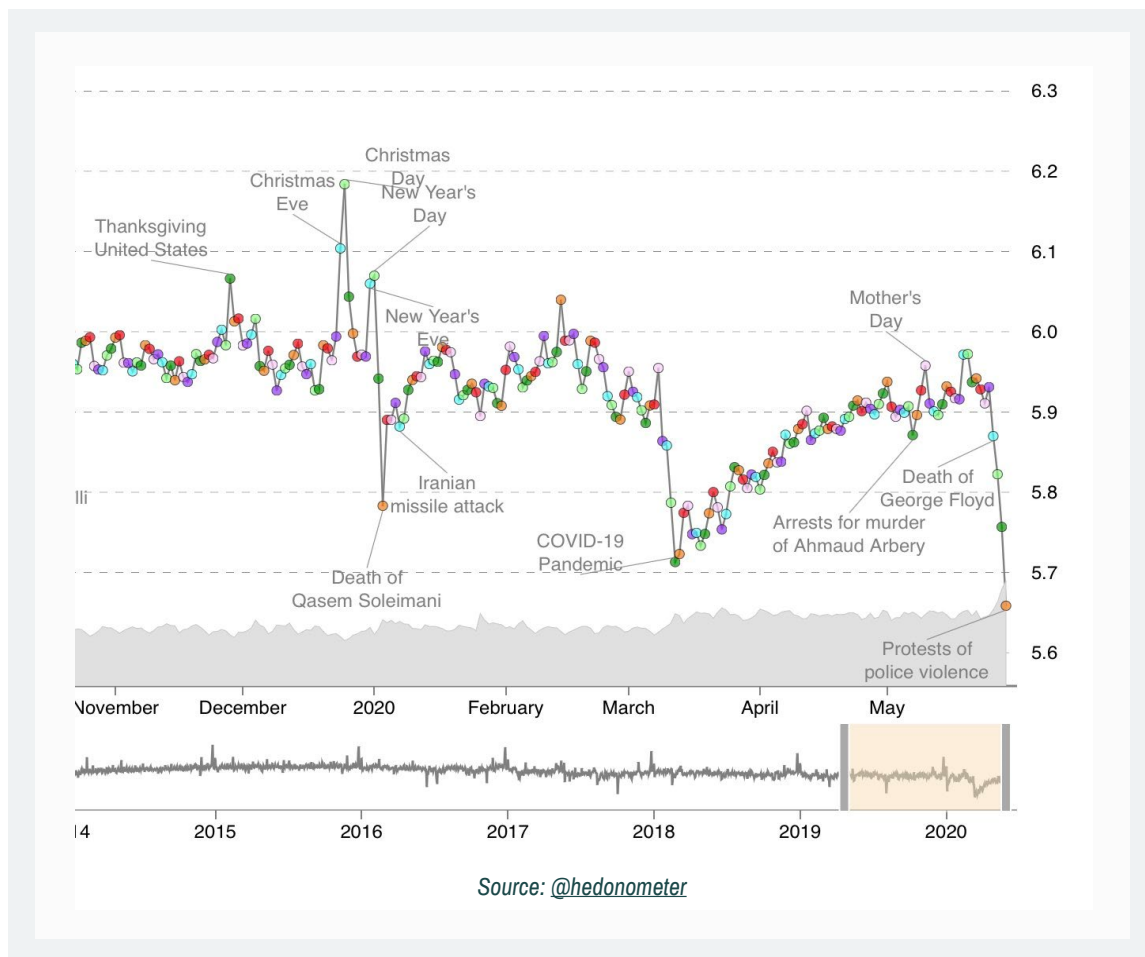 6.3
Christmas
Day
6.2
Christmas
Eve
New Year's
Day
Thanksgiving
United States
6.1
Mother's
Day
New Year's
Eve
6.0
5.9
Iranian
missile attack
Death of
George Floyd
lli
5.8
Arrests for murder
of Ahmaud Arbery
COVID-19
Pandemic
5.7
Death of
Qasem Soleimani
Protests of
police violence
5.6
November December 2020 February March April May
14 2015 2016 2017 2018 2019 2020
Source: @hedonometer